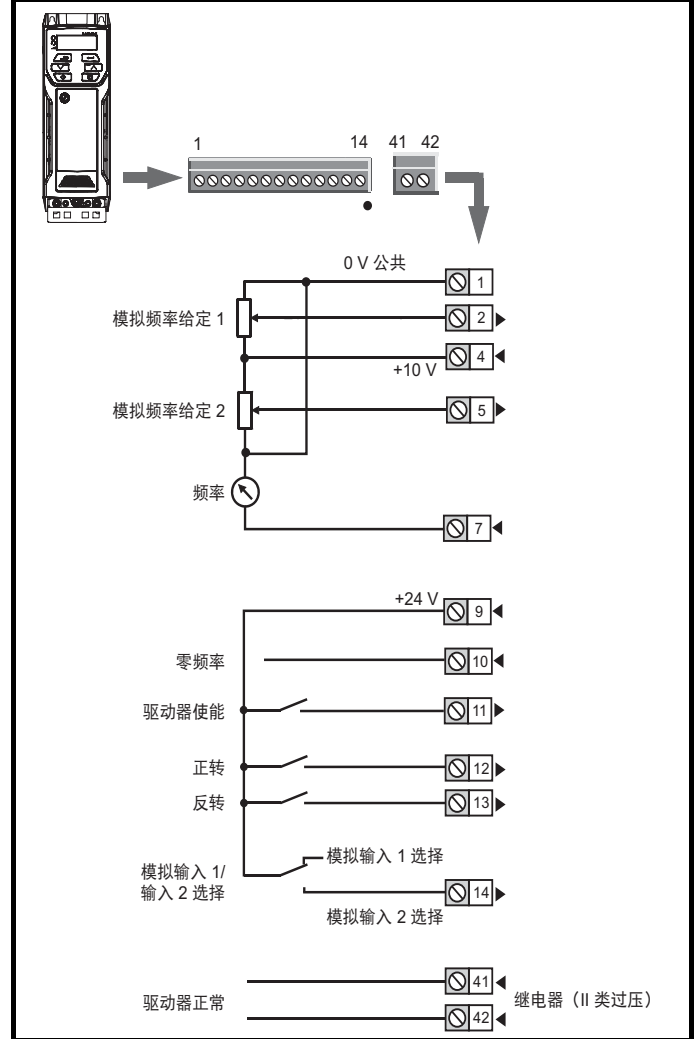 1 14 41 42
0 V 公共
1
模拟频率给定 1
2
4
+10 V
模拟频率给定 2
5
频率
7
+24 V
9
零频率
10
驱动器使能
11
正转
12
反转
13
模拟输入 1/
输入 2 选择
模拟输入 1 选择
14
模拟输入 2 选择
41
驱动器正常
继电器（II 类过压）
42